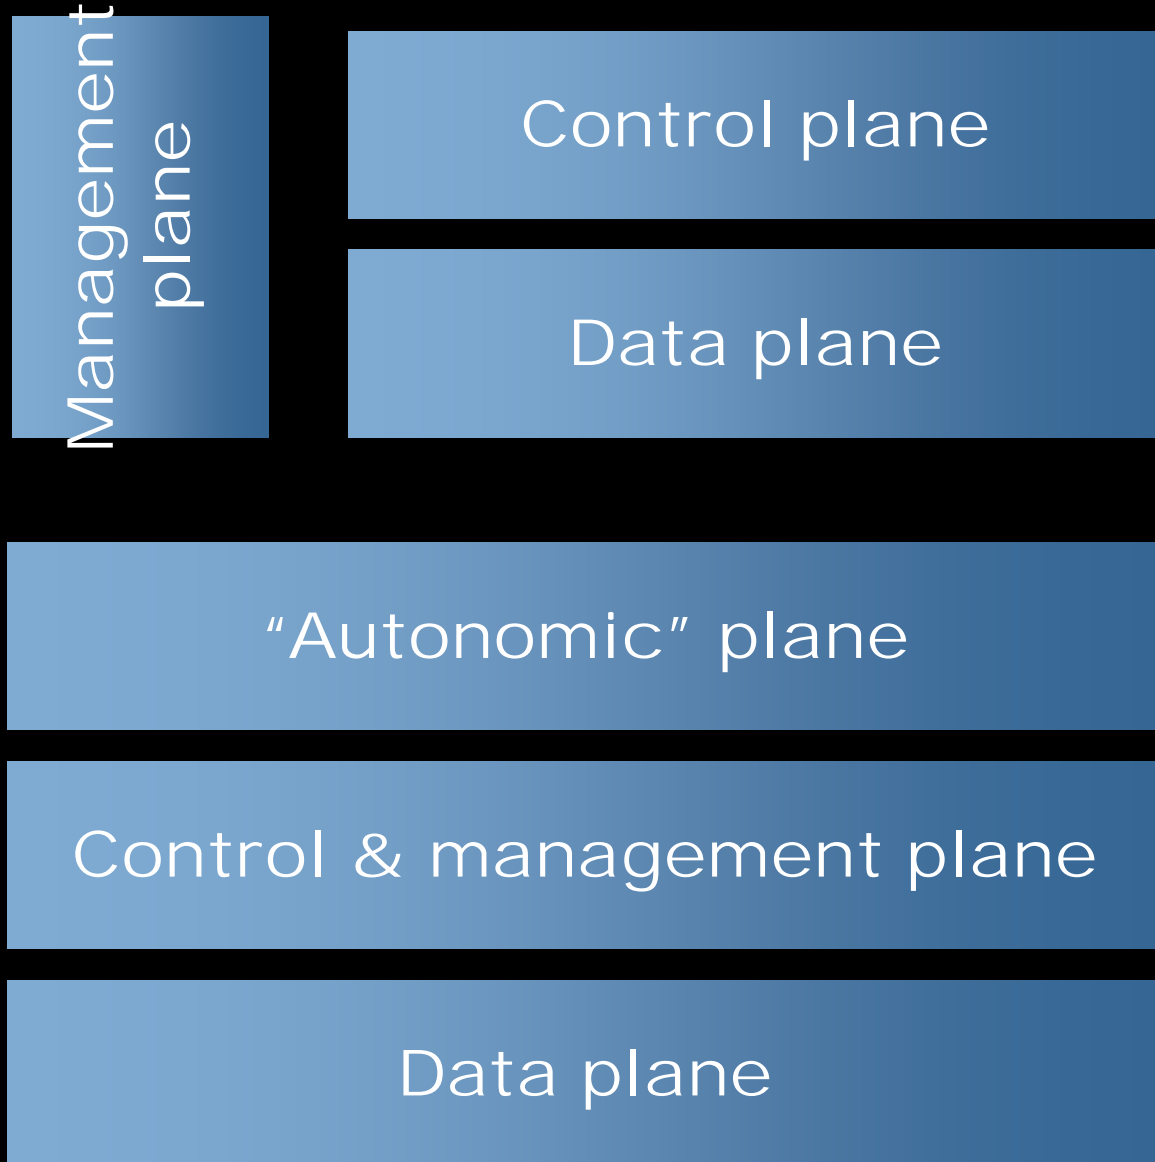 Management
plane
Control plane
Data plane
“Autonomic” plane
Control & management plane
Data plane